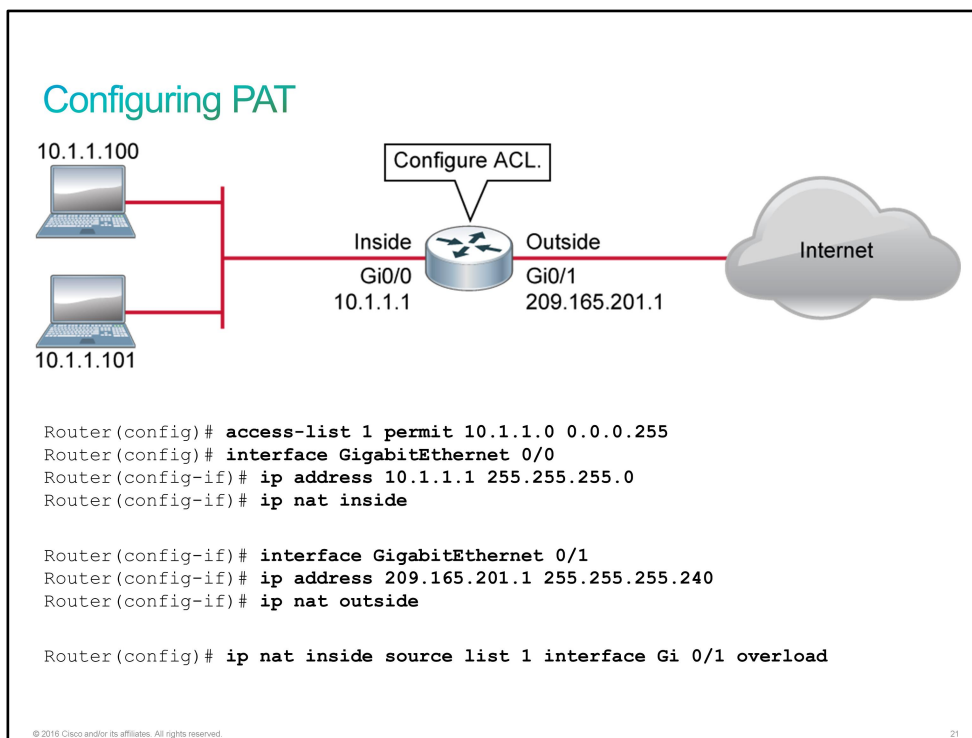 Configuring PAT
10.1.1.100
Configure ACL.
Inside
Outside
Internet
Gi0/0
Gi0/1
10.1.1.1
209.165.201.1
10.1.1.101
Router(config)# access-list 1 permit 10.1.1.0 0.0.0.255
Router(config)# interface GigabitEthernet 0/0
Router(config-if)# ip address 10.1.1.1 255.255.255.0
Router(config-if)# ip nat inside
Router(config-if)# interface GigabitEthernet 0/1
Router(config-if)# ip address 209.165.201.1 255.255.255.240
Router(config-if)# ip nat outside
Router(config)# ip nat inside source list 1 interface Gi 0/1 overload
© 2016 Cisco and/or its affiliates. All rights reserved.
21